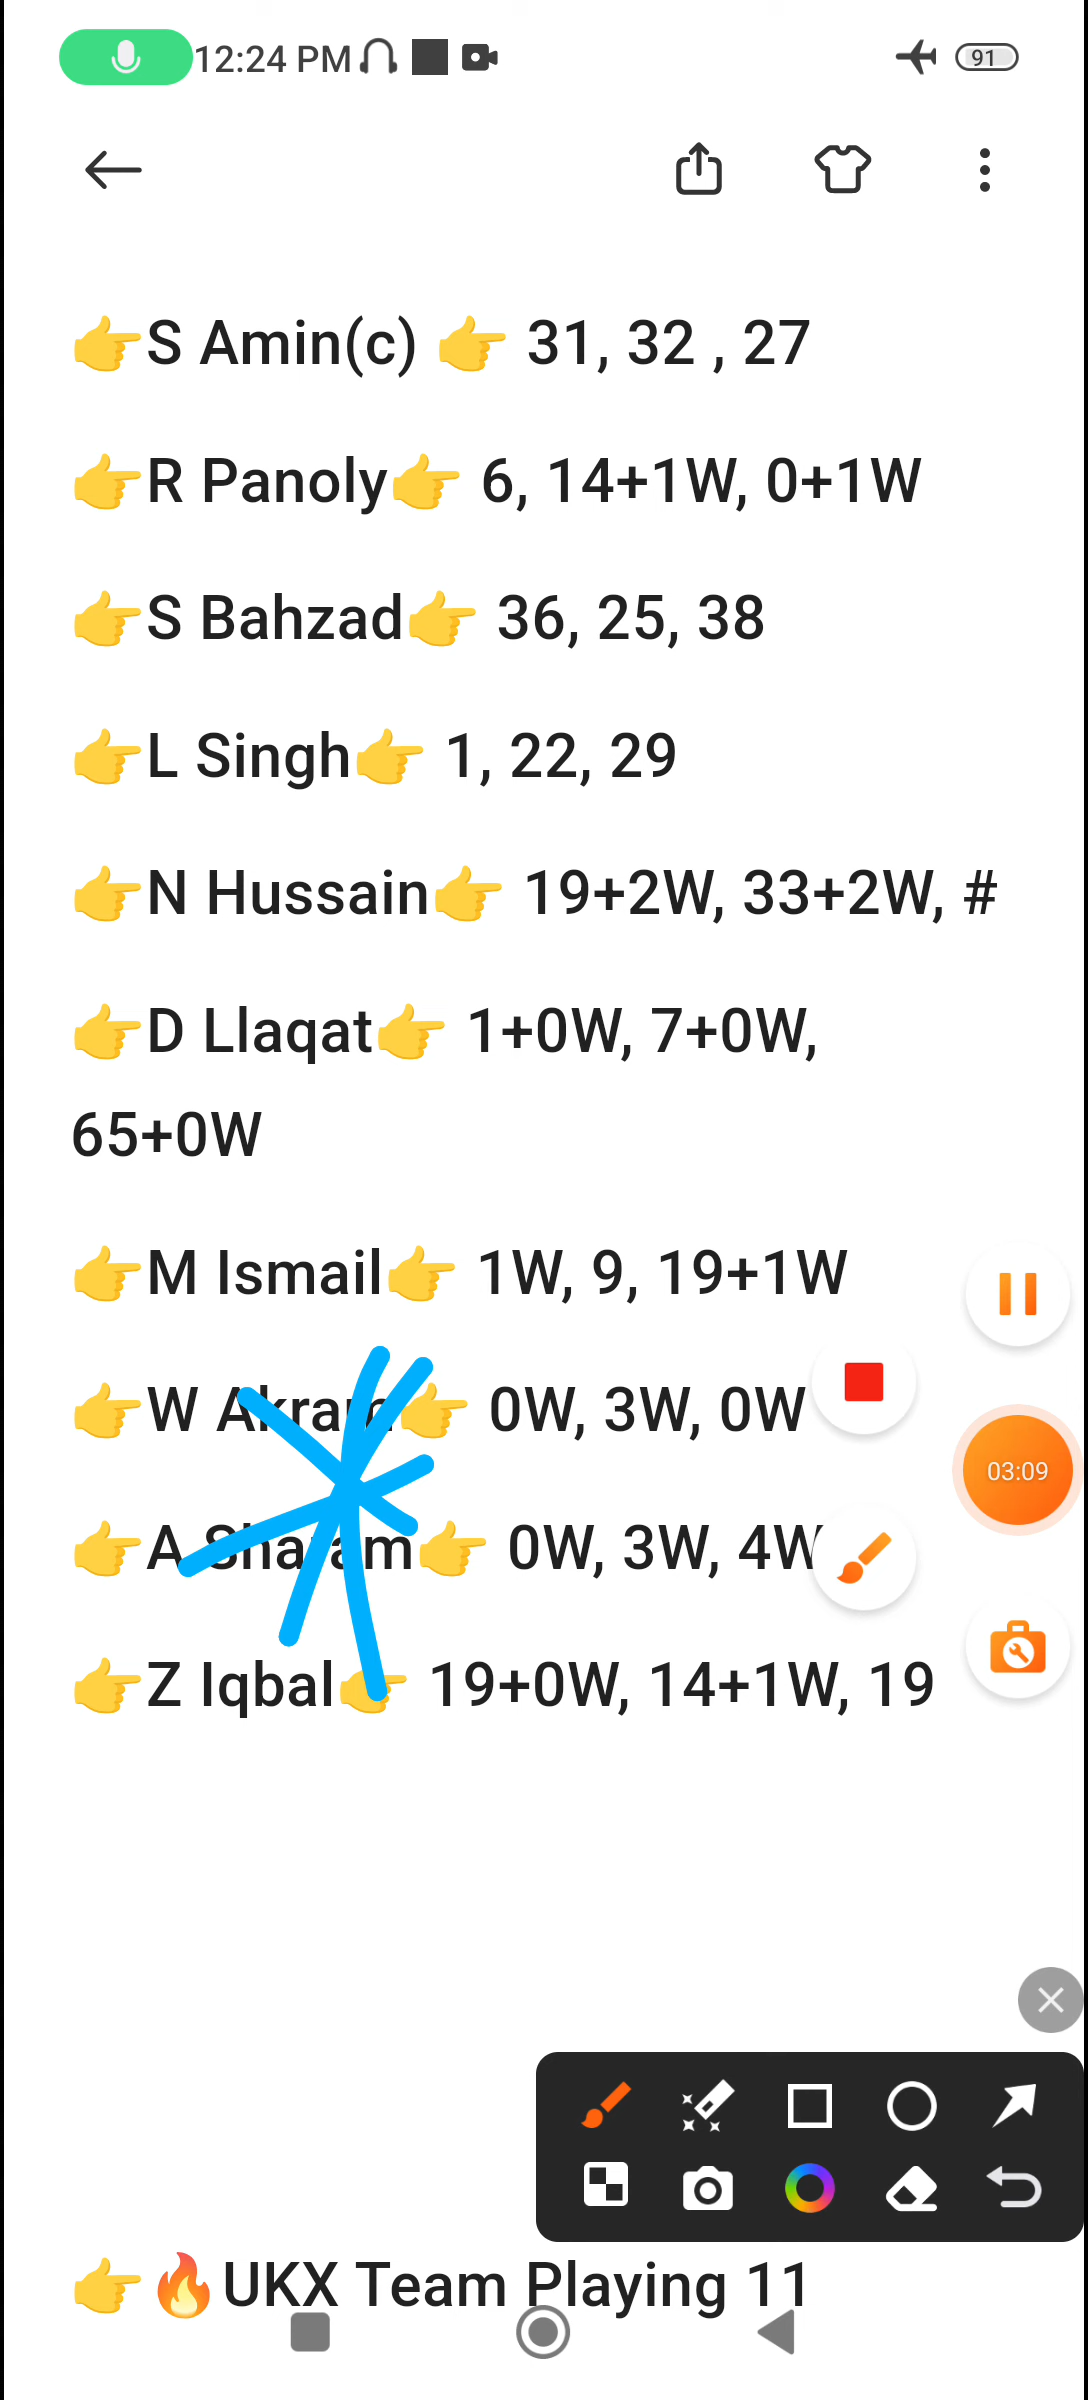 12:24 PM 91
👉S Amin(c) 👉 31, 32 , 27
👉R Panoly👉 6, 14+1W, 0+1W
👉S Bahzad👉 36, 25, 38
👉L Singh👉 1, 22, 29
👉N Hussain👉 19+2W, 33+2W, #
👉D Llaqat👉 1+0W, 7+0W,
65+0W
👉M Ismail👉 1W, 9, 19+1W
👉W Akram👉 0W, 3W, 0W
03:09
👉A 👉 0W, 3W, 4W
👉Z Iqbal👉 19+0W, 14+1W, 19
👉🔥UKX Team Playing 11